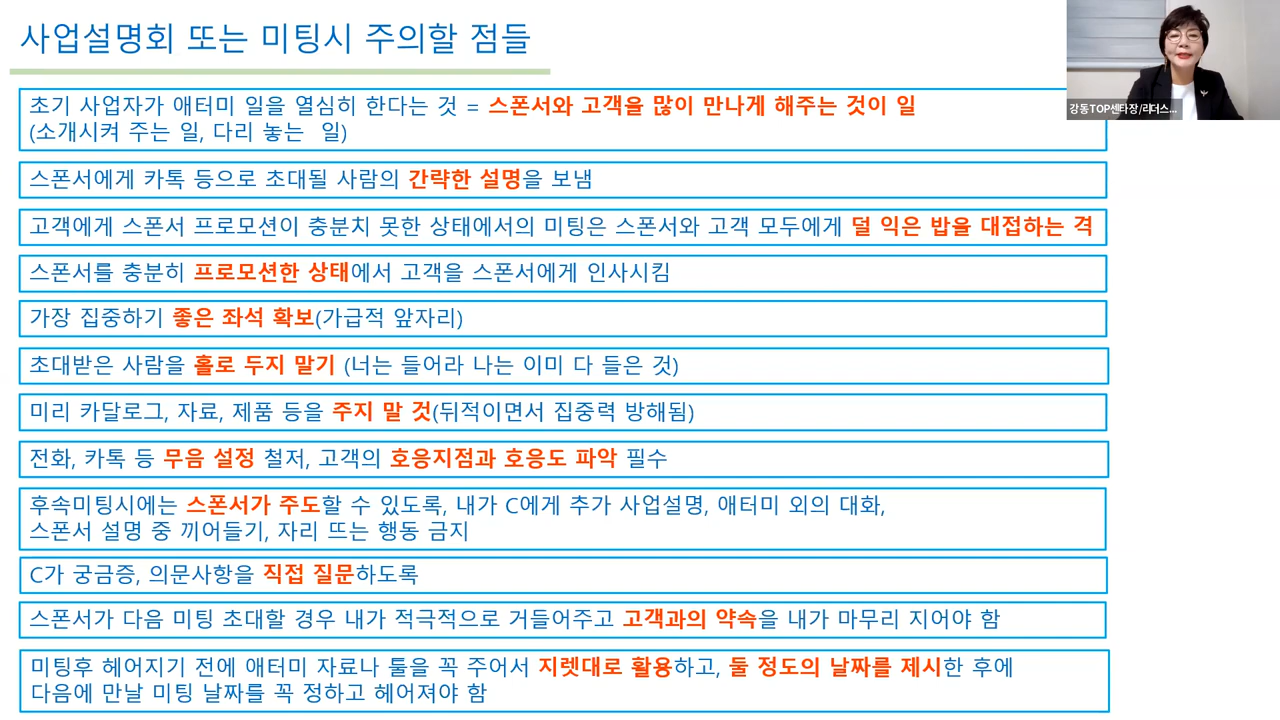 사업설명회 또는 미팅시 주의할 점들
강동TOP센타장/리더스...
초기 사업자가 애터미 일을 열심히 한다는 것 = 스폰서와 고객을 많이 만나게 해주는 것이 일
(소개시켜 주는 일, 다리 놓는 일)
스폰서에게 카톡 등으로 초대될 사람의 간략한 설명을 보냄
고객에게 스폰서 프로모션이 충분치 못한 상태에서의 미팅은 스폰서와 고객 모두에게 덜 익은 밥을 대접하는 격
스폰서를 충분히 프로모션한 상태에서 고객을 스폰서에게 인사시킴
가장 집중하기 좋은 좌석 확보(가급적 앞자리)
초대받은 사람을 홀로 두지 말기 (너는 들어라 나는 이미 다 들은 것)
미리 카달로그, 자료, 제품 등을 주지 말 것(뒤적이면서 집중력 방해됨)
전화, 카톡 등 무음 설정 철저, 고객의 호응지점과 호응도 파악 필수
후속미팅시에는 스폰서가 주도할 수 있도록, 내가 C에게 추가 사업설명, 애터미 외의 대화,
스폰서 설명 중 끼어들기, 자리 뜨는 행동 금지
C가 궁금증, 의문사항을 직접 질문하도록
스폰서가 다음 미팅 초대할 경우 내가 적극적으로 거들어주고 고객과의 약속을 내가 마무리 지어야 함
미팅후 헤어지기 전에 애터미 자료나 툴을 꼭 주어서 지렛대로 활용하고, 둘 정도의 날짜를 제시한 후에
다음에 만날 미팅 날짜를 꼭 정하고 헤어져야 함